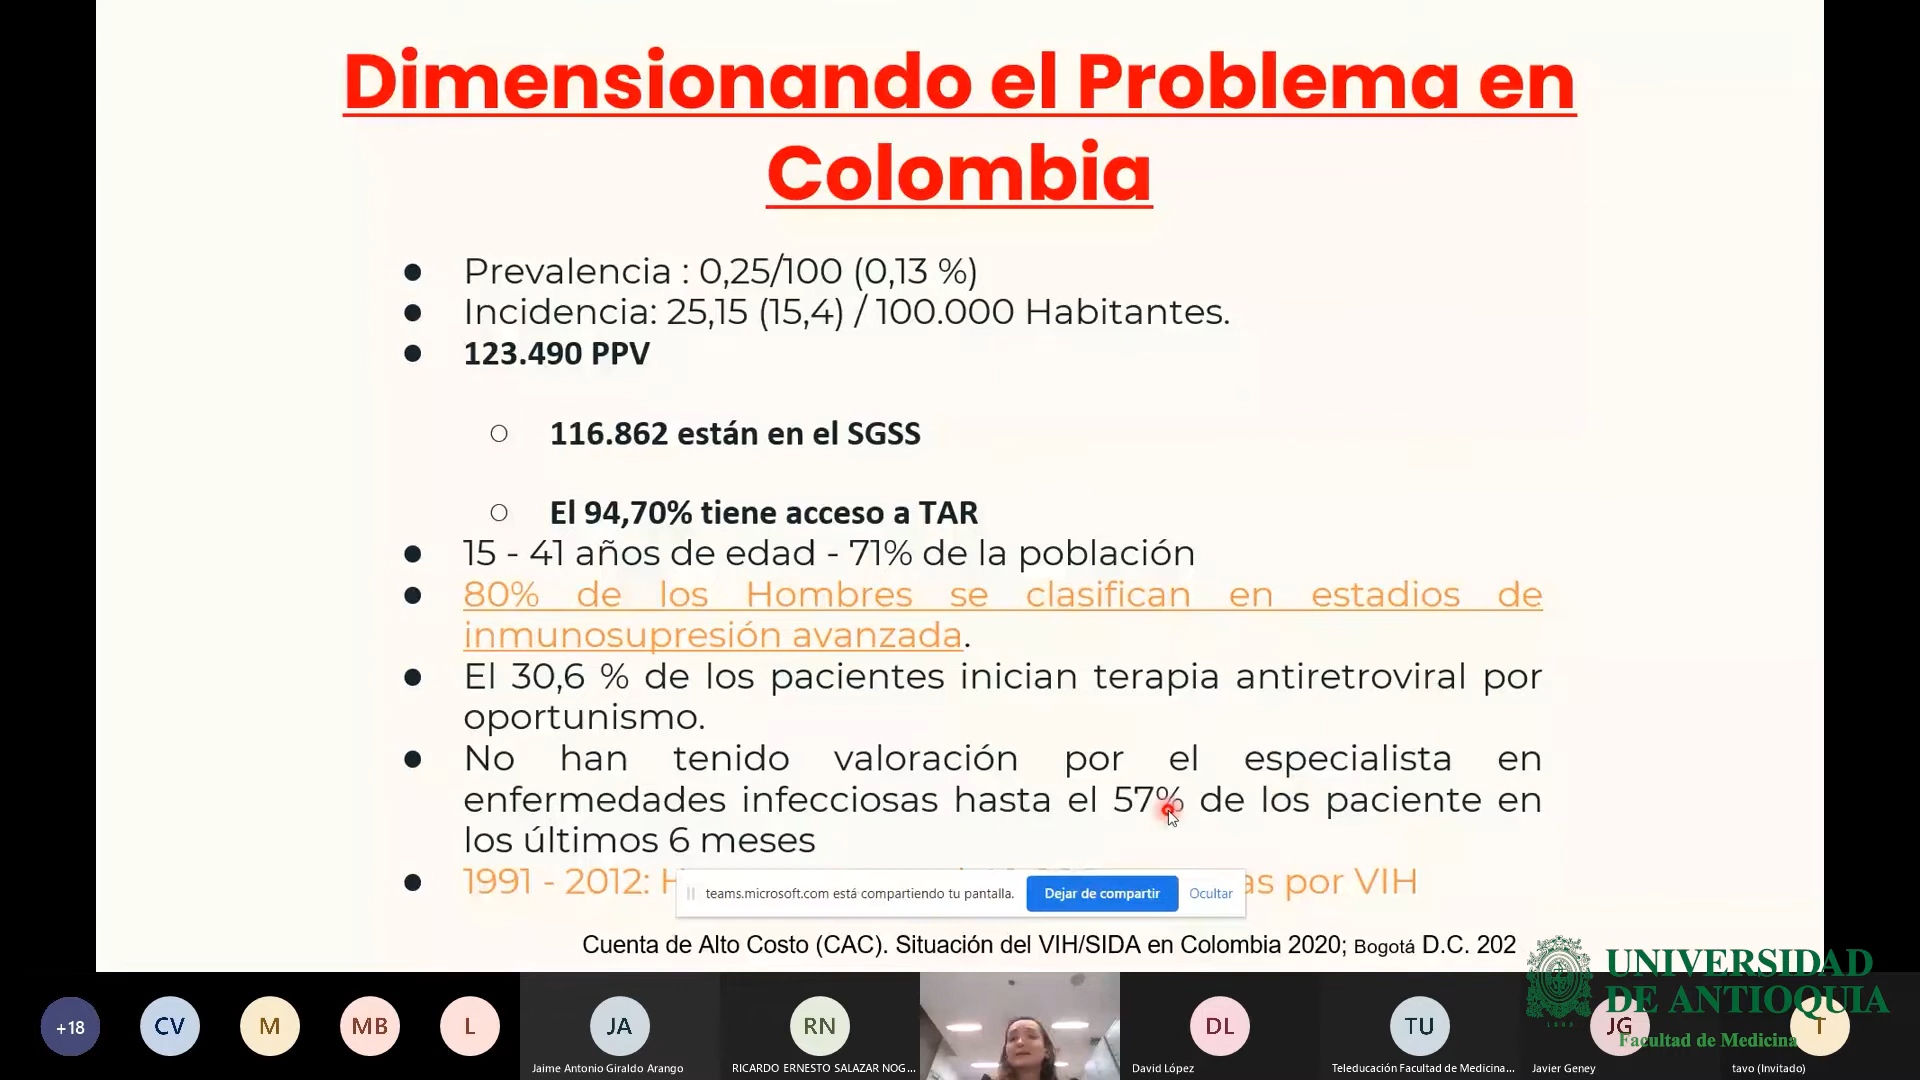 Dimensionando el Problema en
Colombia
● Prevalencia : 0,25/100 (0,13 %)
● Incidencia: 25,15 (15,4) / 100.000 Habitantes.
● 123.490 PPV
○ 116.862 están en el SGSS
○ El 94,70% tiene acceso a TAR
● 15 - 41 años de edad - 71% de la población
● 80% de los Hombres se clasifican en estadios de
inmunosupresión avanzada.
● El 30,6 % de los pacientes inician terapia antiretroviral por
oportunismo.
● No han tenido valoración por el especialista en
enfermedades infecciosas hasta el 57% de los paciente en
los últimos 6 meses
● 1991 - 2012: as por VIH
teams.microsoft.com está compartiendo tu pantalla. Dejar de compartir Ocultar
Cuenta de Alto Costo (CAC). Situación del VIH/SIDA en Colombia 2020; Bogotá D.C. 202
UNIVERSIDAD
DE ANTIOQUIA
1803
Facultad de Medicina
+18 CV M MB L JA RN DL TU JG T
Jaime Antonio Giraldo Arango RICARDO ERNESTO SALAZAR NOG... David López Teleducación Facultad de Medicina... Javier Geney tavo (Invitado)